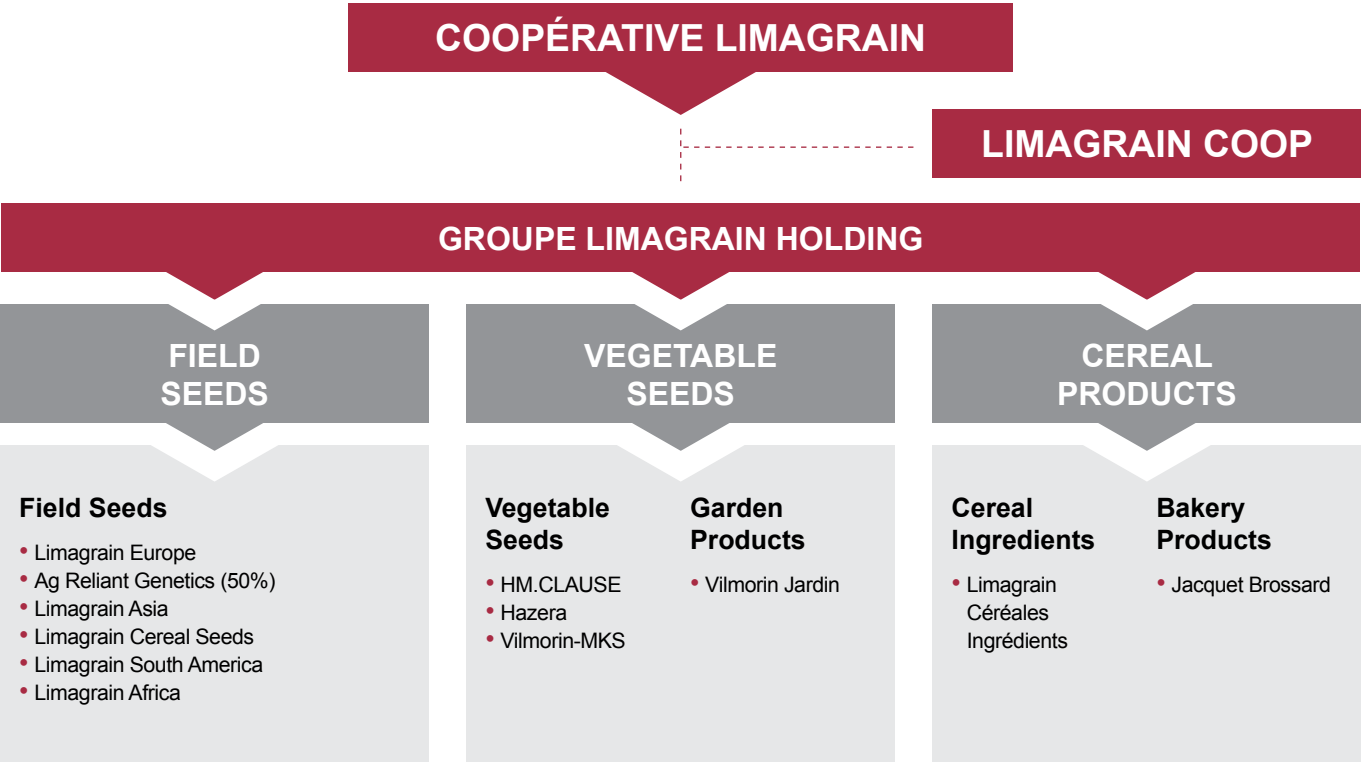 COOPÉRATIVE LIMAGRAIN
LIMAGRAIN COOP
GROUPE LIMAGRAIN HOLDING
FIELD
SEEDS
VEGETABLE
SEEDS
CEREAL
PRODUCTS
Field Seeds
• Limagrain Europe
• Ag Reliant Genetics (50%)
• Limagrain Asia
• Limagrain Cereal Seeds
• Limagrain South America
• Limagrain Africa
Vegetable
Seeds
• HM.CLAUSE
• Hazera
• Vilmorin-MKS
Garden
Products
• Vilmorin Jardin
Cereal
Ingredients
• Limagrain
Céréales
Ingrédients
Bakery
Products
• Jacquet Brossard